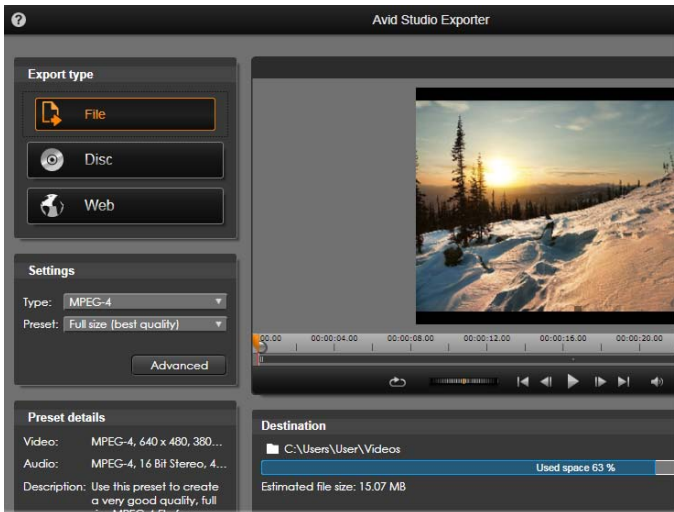 Avid Studio Exporter
Export type
File
Disc
Web
Settings
Type: MPEG-4
Preset: Full size (best quality)
Advanced
Preset details
Video: MPEG-4, 640 x 480, 380...
Audio: MPEG-4, 16 Bit Stereo, 4...
Description: Use this preset to create
a very good quality, full
00.00 00:00:04.00 00:00:08.00 00:00:12.00 00:00:16.00 00:00:20.00
Destination
C:\Users\User\Videos
Used space 63 %
Estimated file size: 15.07 MB